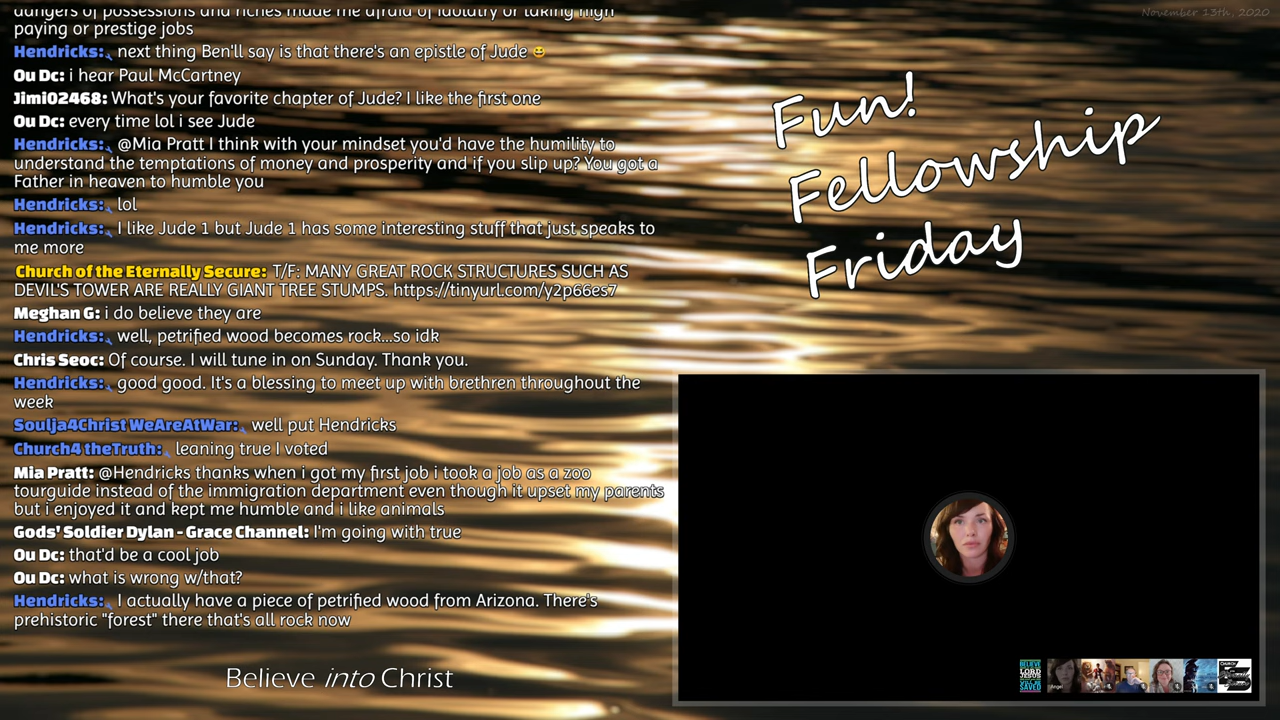 dangers of possessions and riches made me afraid of idolatry or taking high
paying or prestige jobs
Hendricks: next thing Ben'll say is that there's an epistle of Jude 😄
Ou Dc: i hear Paul McCartney
Jimi02468: What's your favorite chapter of Jude? I like the first one
Ou Dc: every time lol i see Jude
Hendricks: @Mia Pratt I think with your mindset you'd have the humility to
understand the temptations of money and prosperity and if you slip up? You got a
Father in heaven to humble you
Hendricks: lol
Hendricks: I like Jude 1 but Jude 1 has some interesting stuff that just speaks to
me more
Church of the Eternally Secure: T/F: MANY GREAT ROCK STRUCTURES SUCH AS
DEVIL'S TOWER ARE REALLY GIANT TREE STUMPS. https://tinyurl.com/y2p66es7
Meghan G: i do believe they are
Hendricks: well, petrified wood becomes rock...so idk
Chris Seoc: Of course. I will tune in on Sunday. Thank you.
Hendricks: good good. It's a blessing to meet up with brethren throughout the
week
Soulja4Christ WeAreAtWar: well put Hendricks
Church4 theTruth: leaning true I voted
Mia Pratt: @Hendricks thanks when i got my first job i took a job as a zoo
tourguide instead of the immigration department even though it upset my parents
but i enjoyed it and kept me humble and i like animals
Gods' Soldier Dylan - Grace Channel: I'm going with true
Ou Dc: that'd be a cool job
Ou Dc: what is wrong w/that?
Hendricks: I actually have a piece of petrified wood from Arizona. There's
prehistoric "forest" there that's all rock now
Believe into Christ
November 13th, 2020
Fun!
Fellowship
Friday
BELIEVE
LORD
JESUS
SAVED
Angel
CHURCH